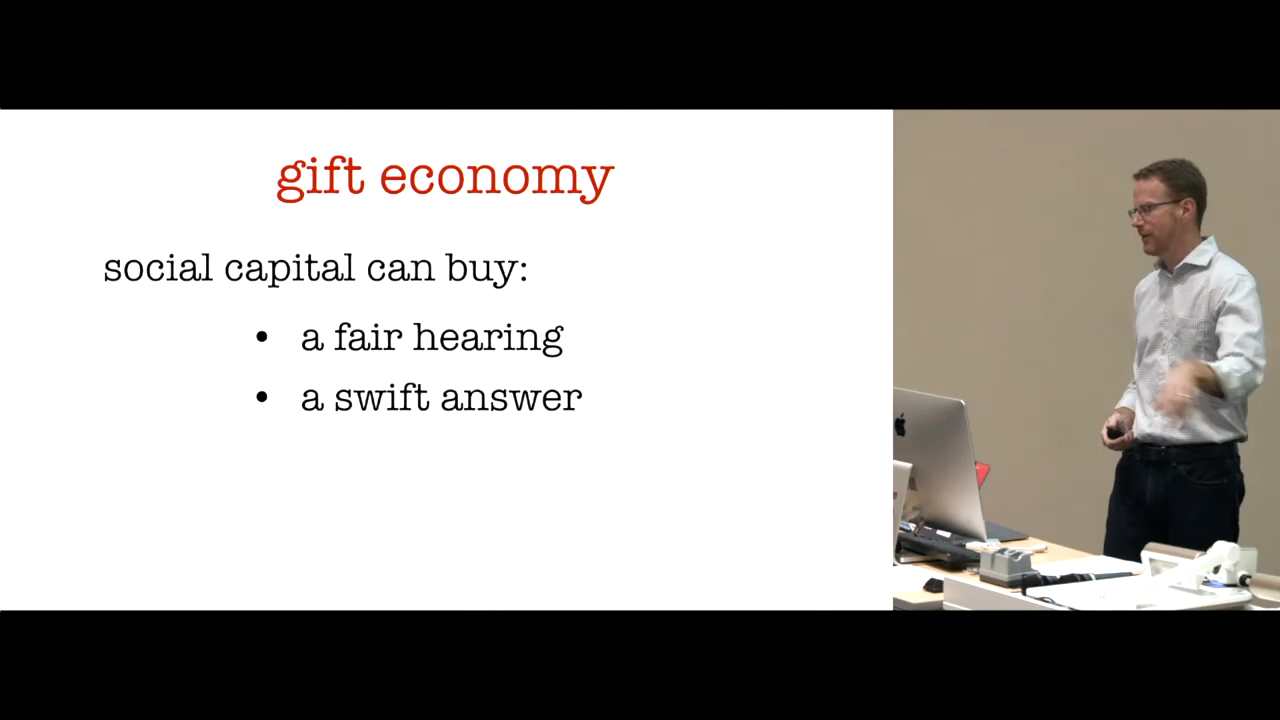 gift economy
social capital can buy:
• a fair hearing
• a swift answer